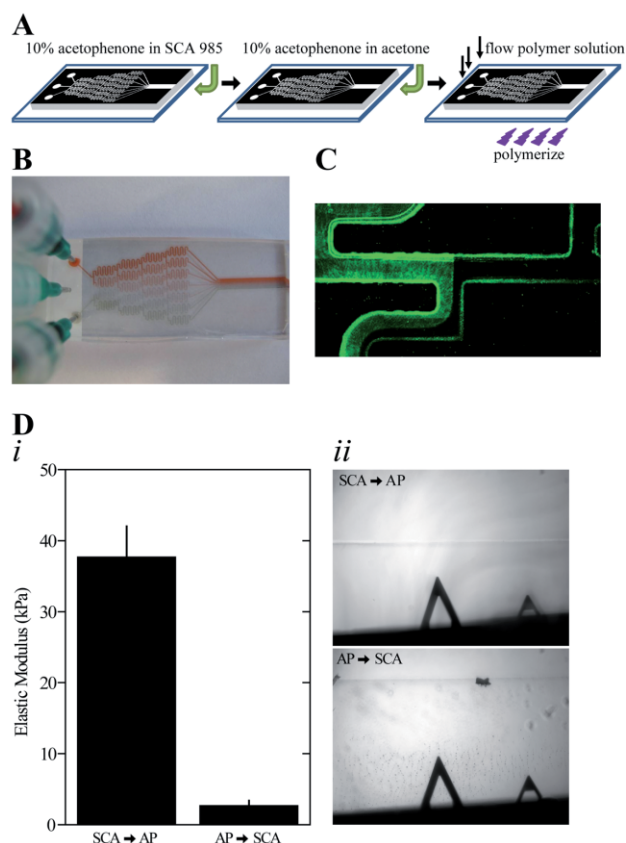 A
10% acetophenone in SCA 985
10% acetophenone in acetone
flow polymer solution
polymerize
B
C
D
i
ii
50
40
30
20
10
0
Elastic Modulus (kPa)
SCA → AP
AP → SCA
SCA → AP
AP → SCA